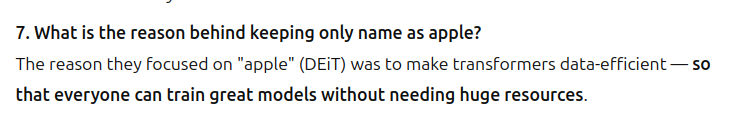 7. What is the reason behind keeping only name as apple?
The reason they focused on "apple" (DEiT) was to make transformers data-efficient — so
that everyone can train great models without needing huge resources.